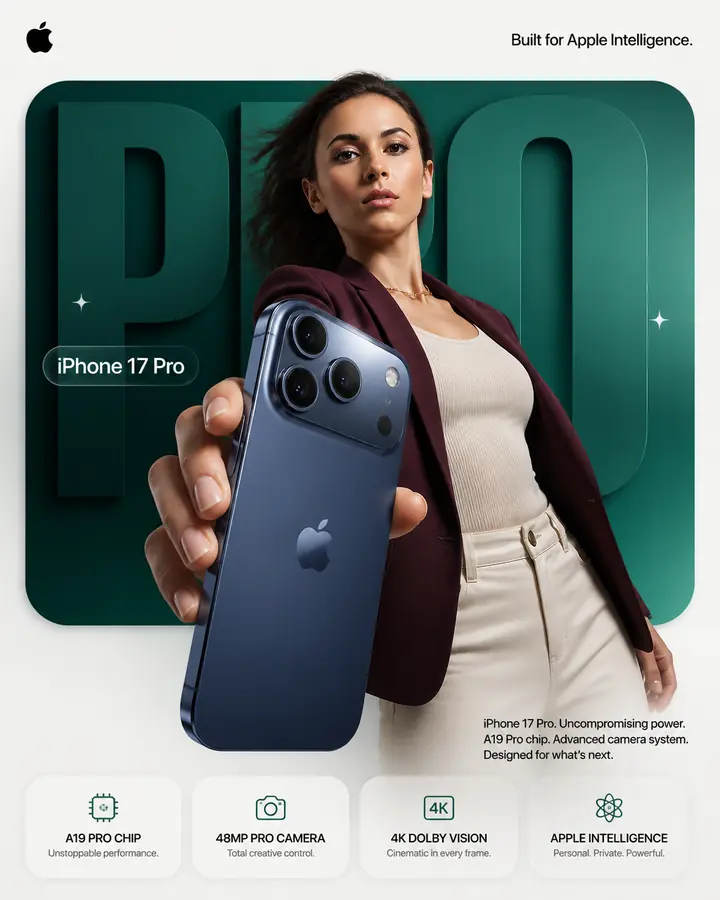 Built for Apple Intelligence.
PRO
iPhone 17 Pro
iPhone 17 Pro. Uncompromising power.
A19 Pro chip. Advanced camera system.
Designed for what's next.
A19 PRO CHIP
Unstoppable performance.
48MP PRO CAMERA
Total creative control.
4K
4K DOLBY VISION
Cinematic in every frame.
APPLE INTELLIGENCE
Personal. Private. Powerful.